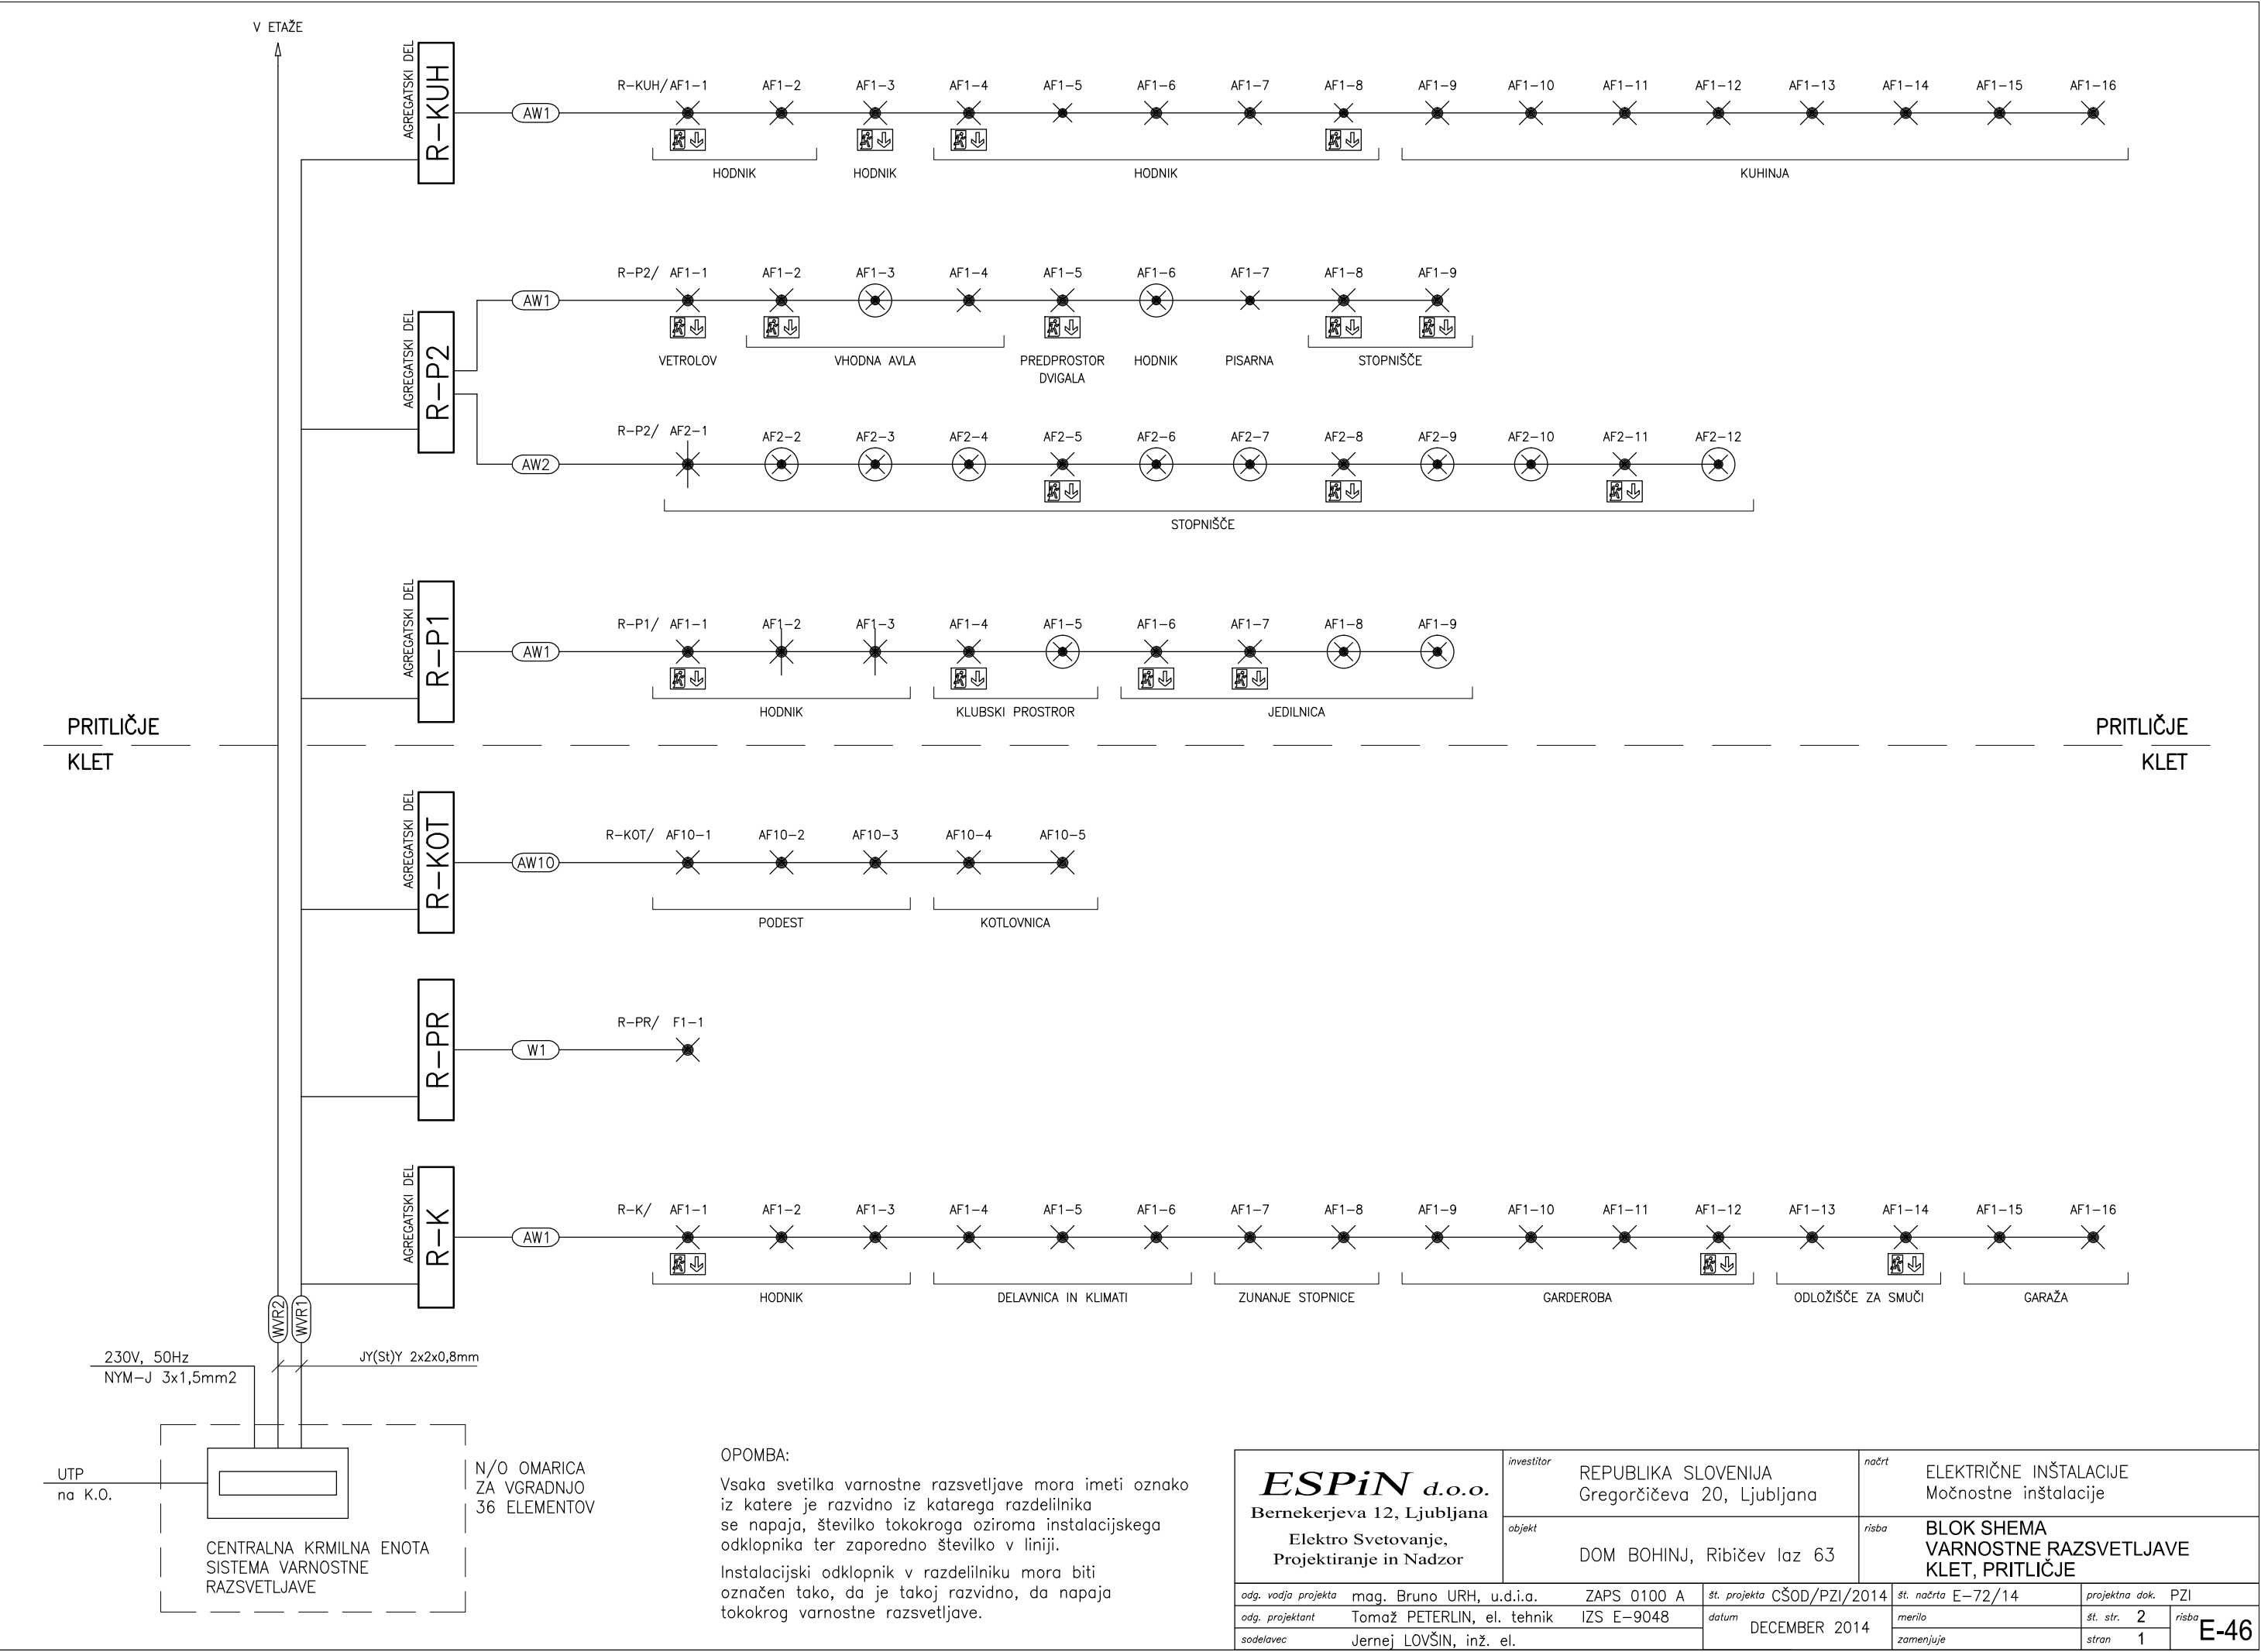 V ETAŽE
AGREGATSKI DEL
R-KUH
AW1
R-KUH/ AF1-1 AF1-2 AF1-3 AF1-4 AF1-5 AF1-6 AF1-7 AF1-8 AF1-9 AF1-10 AF1-11 AF1-12 AF1-13 AF1-14 AF1-15 AF1-16
HODNIK HODNIK HODNIK KUHINJA
AGREGATSKI DEL
R-P2
AW1
R-P2/ AF1-1 AF1-2 AF1-3 AF1-4 AF1-5 AF1-6 AF1-7 AF1-8 AF1-9
VETROLOV VHODNA AVLA PREDPROSTOR HODNIK PISARNA STOPNIŠČE
DVIGALA
AW2
R-P2/ AF2-1 AF2-2 AF2-3 AF2-4 AF2-5 AF2-6 AF2-7 AF2-8 AF2-9 AF2-10 AF2-11 AF2-12
STOPNIŠČE
AGREGATSKI DEL
R-P1
AW1
R-P1/ AF1-1 AF1-2 AF1-3 AF1-4 AF1-5 AF1-6 AF1-7 AF1-8 AF1-9
HODNIK KLUBSKI PROSTROR JEDILNICA
PRITLIČJE PRITLIČJE
KLET KLET
AGREGATSKI DEL
R-KOT
AW10
R-KOT/ AF10-1 AF10-2 AF10-3 AF10-4 AF10-5
PODEST KOTLOVNICA
R-PR
W1
R-PR/ F1-1
AGREGATSKI DEL
R-K
AW1
R-K/ AF1-1 AF1-2 AF1-3 AF1-4 AF1-5 AF1-6 AF1-7 AF1-8 AF1-9 AF1-10 AF1-11 AF1-12 AF1-13 AF1-14 AF1-15 AF1-16
HODNIK DELAVNICA IN KLIMATI ZUNANJE STOPNICE GARDEROBA ODLOŽIŠČE ZA SMUČI GARAŽA
WVR2 WVR1
230V, 50Hz
NYM-J 3x1,5mm2
JY(St)Y 2x2x0,8mm
UTP
na K.O.
N/O OMARICA
ZA VGRADNJO
36 ELEMENTOV
CENTRALNA KRMILNA ENOTA
SISTEMA VARNOSTNE
RAZSVETLJAVE
OPOMBA:
Vsaka svetilka varnostne razsvetljave mora imeti oznako
iz katere je razvidno iz katarega razdelilnika
se napaja, številko tokokroga oziroma instalacijskega
odklopnika ter zaporedno številko v liniji.
Instalacijski odklopnik v razdelilniku mora biti
označen tako, da je takoj razvidno, da napaja
tokokrog varnostne razsvetljave.
ESPiN d.o.o.
Bernekerjeva 12, Ljubljana
Elektro Svetovanje,
Projektiranje in Nadzor
investitor
REPUBLIKA SLOVENIJA
Gregorčičeva 20, Ljubljana
načrt
ELEKTRIČNE INŠTALACIJE
Močnostne inštalacije
objekt
DOM BOHINJ, Ribičev laz 63
risba
BLOK SHEMA
VARNOSTNE RAZSVETLJAVE
KLET, PRITLIČJE
odg. vodja projekta mag. Bruno URH, u.d.i.a. ZAPS 0100 A
št. projekta CŠOD/PZI/2014 št. načrta E-72/14 projektna dok. PZI
odg. projektant Tomaž PETERLIN, el. tehnik IZS E-9048
datum DECEMBER 2014
merilo
št. str. 2
risba E-46
sodelavec Jernej LOVŠIN, inž. el.
zamenjuje
stran 1